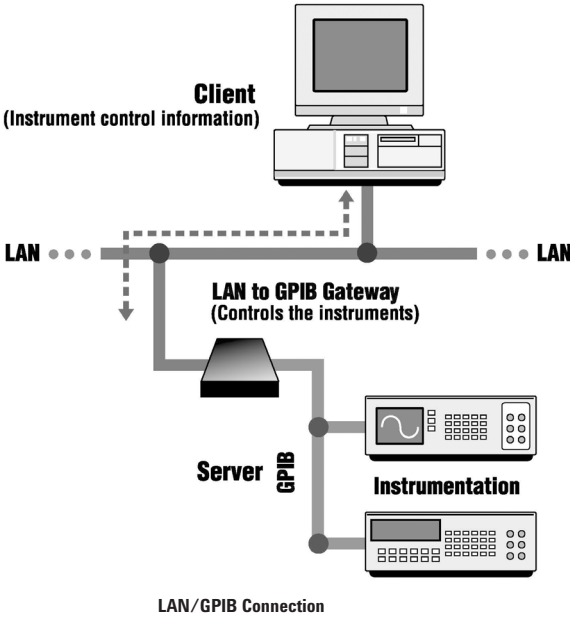 Client
(Instrument control information)
LAN
LAN
LAN to GPIB Gateway
(Controls the instruments)
Server
GPIB
Instrumentation
LAN/GPIB Connection